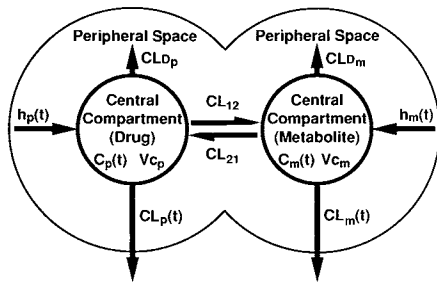 Peripheral Space
Peripheral Space
CLDp
CLDm
Central
Compartment
(Drug)
Cp(t) Vcp
CL12
CL21
Central
Compartment
(Metabolite)
Cm(t) Vcm
hp(t)
hm(t)
CLp(t)
CLm(t)